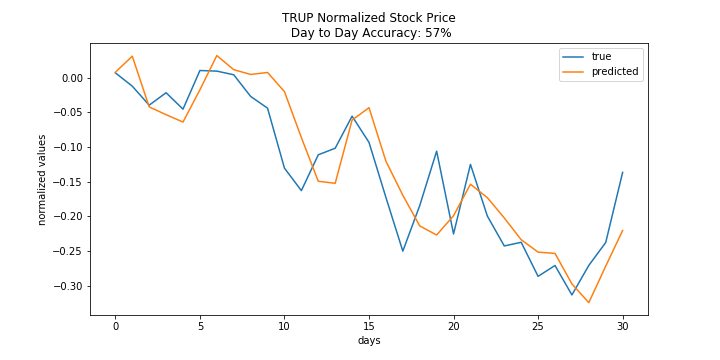 TRUP Normalized Stock Price
Day to Day Accuracy: 57%
true
predicted
normalized values
0.00
−0.05
−0.10
−0.15
−0.20
−0.25
−0.30
0
5
10
15
20
25
30
days